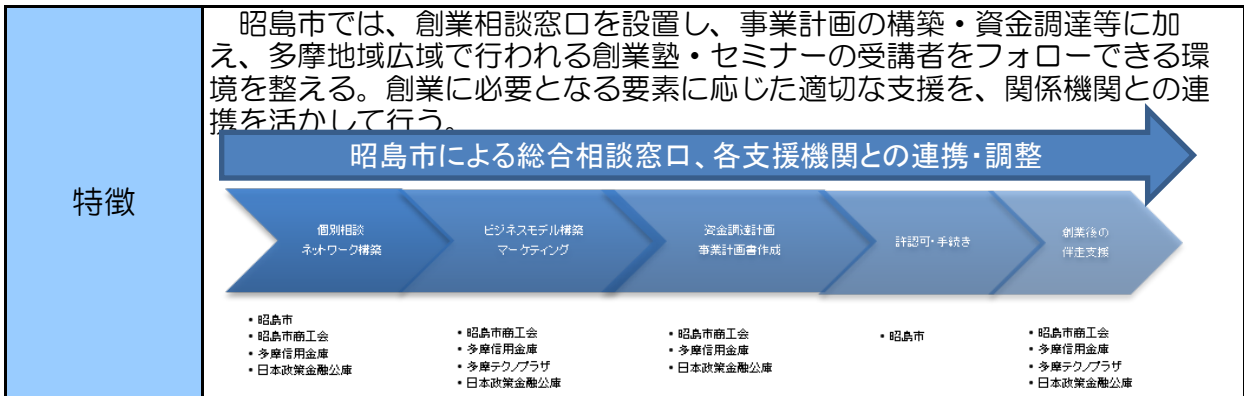 特徴
昭島市では、創業相談窓口を設置し、事業計画の構築・資金調達等に加
え、多摩地域広域で行われる創業塾・セミナーの受講者をフォローできる環
境を整える。創業に必要となる要素に応じた適切な支援を、関係機関との連
携を活かして行う。
昭島市による総合相談窓口、各支援機関との連携・調整
個別相談
ネットワーク構築
ビジネスモデル構築
マーケティング
資金調達計画
事業計画書作成
許認可・手続き
創業後の
伴走支援
・昭島市
・昭島市商工会
・多摩信用金庫
・日本政策金融公庫
・昭島市商工会
・多摩信用金庫
・多摩テクノプラザ
・日本政策金融公庫
・昭島市商工会
・多摩信用金庫
・日本政策金融公庫
・昭島市
・昭島市商工会
・多摩信用金庫
・多摩テクノプラザ
・日本政策金融公庫